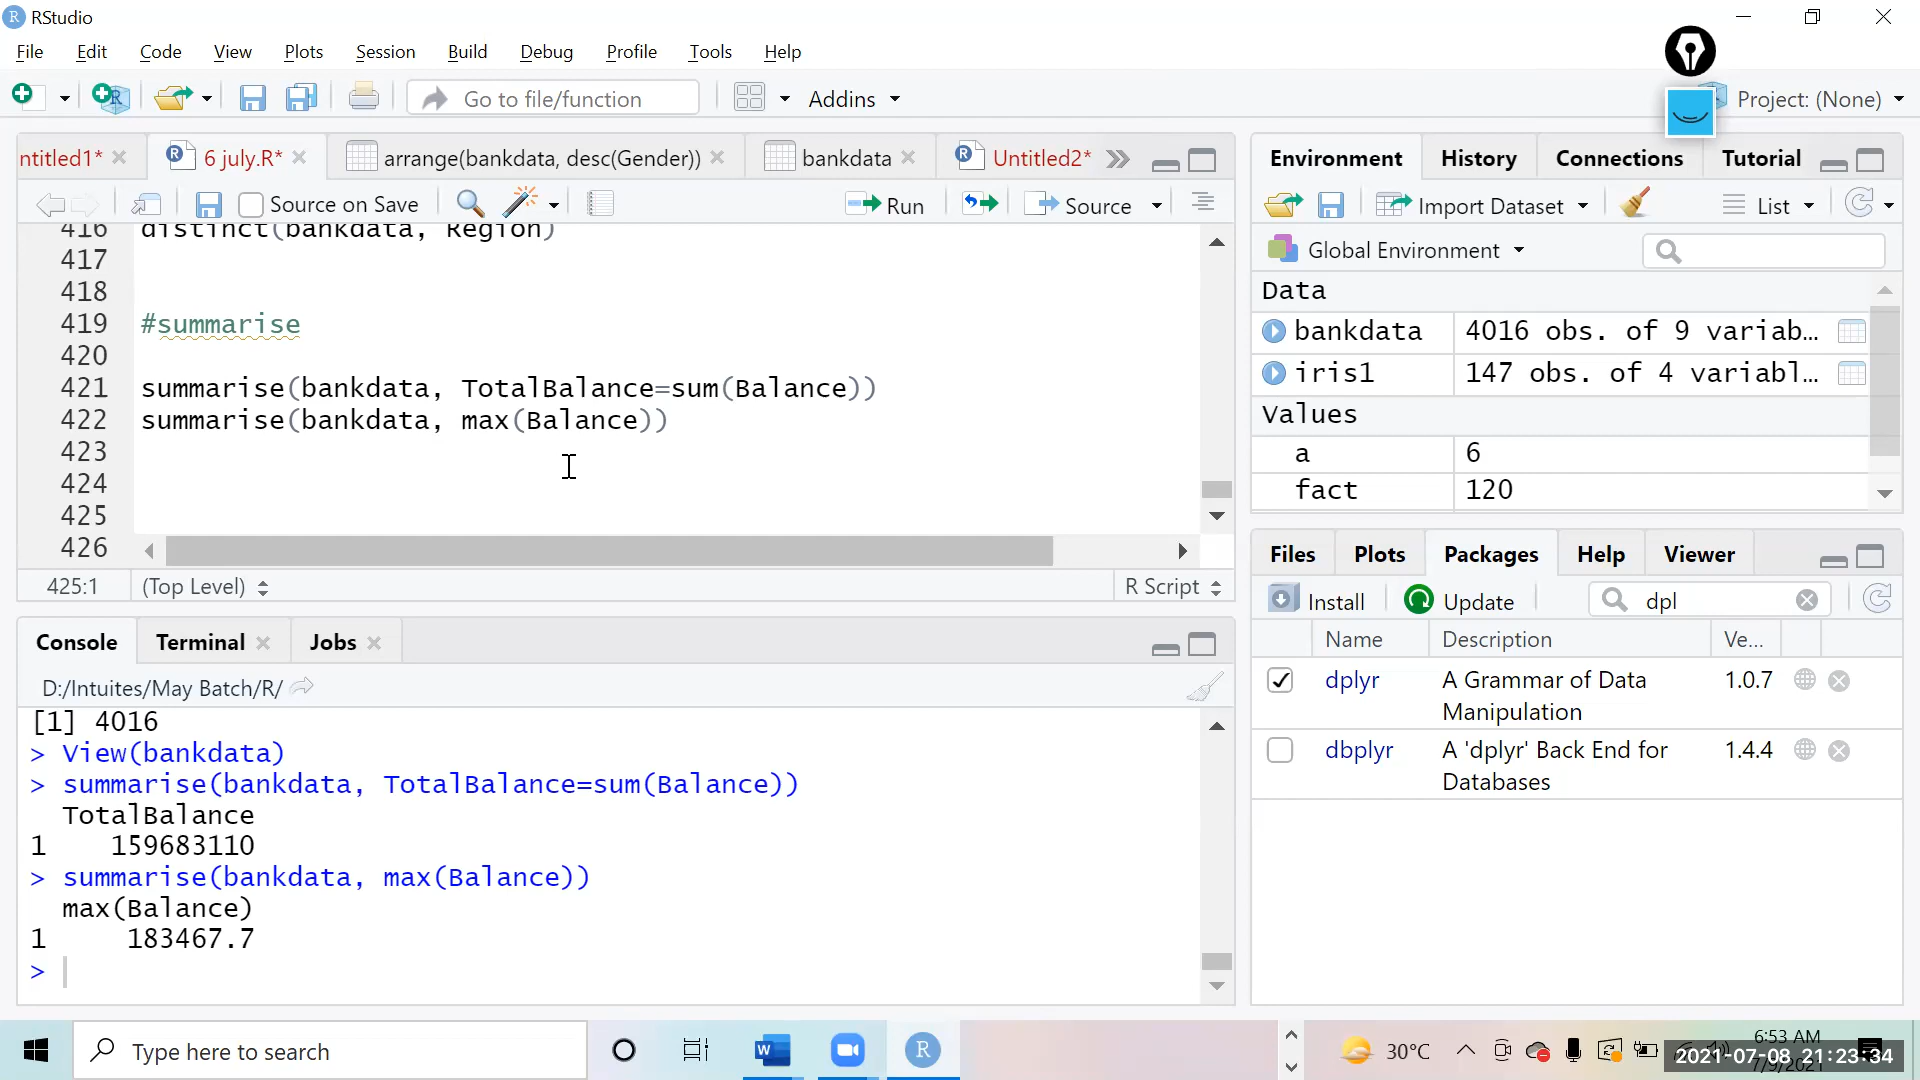 RStudio
File Edit Code View Plots Session Build Debug Profile Tools Help
Go to file/function Addins Project: (None)
ntitled1* 6 july.R* arrange(bankdata, desc(Gender)) bankdata Untitled2*
Source on Save Run Source
416 distinct(bankdata, Region)
417
418
419 #summarise
420
421 summarise(bankdata, TotalBalance=sum(Balance))
422 summarise(bankdata, max(Balance))
423
424
425
426
425:1 (Top Level) R Script
Console Terminal Jobs
D:/Intuites/May Batch/R/
[1] 4016
> View(bankdata)
> summarise(bankdata, TotalBalance=sum(Balance))
TotalBalance
1 159683110
> summarise(bankdata, max(Balance))
max(Balance)
1 183467.7
>
Environment History Connections Tutorial
Import Dataset List
Global Environment
Data
bankdata 4016 obs. of 9 variab...
iris1 147 obs. of 4 variabl...
Values
a 6
fact 120
Files Plots Packages Help Viewer
Install Update dpl
Name Description Ve...
dplyr A Grammar of Data 1.0.7
Manipulation
dbplyr A 'dplyr' Back End for 1.4.4
Databases
Type here to search
30°C
6:53 AM
2021-07-08 21:23:34